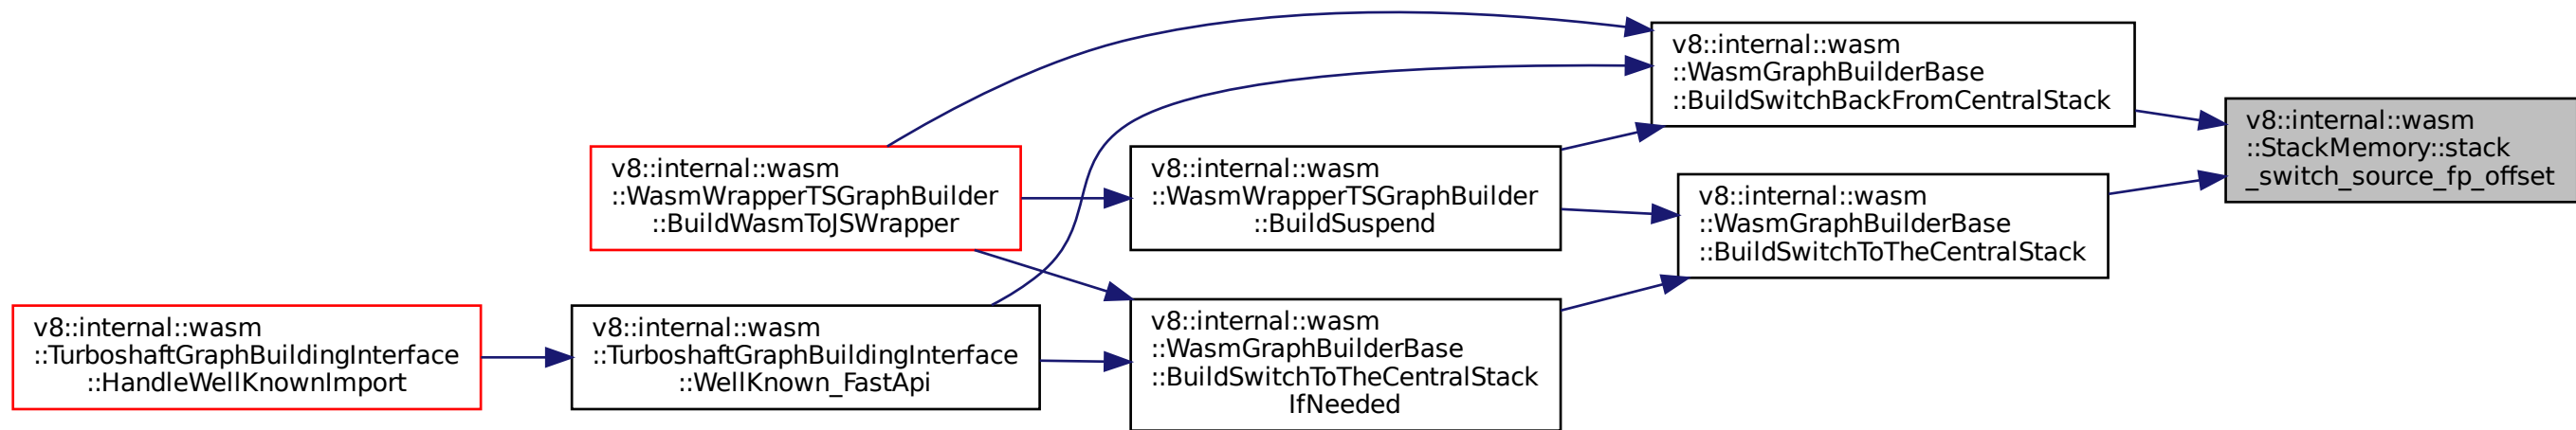 v8::internal::wasm
::TurboshaftGraphBuildingInterface
::HandleWellKnownImport
v8::internal::wasm
::WasmWrapperTSGraphBuilder
::BuildWasmToJSWrapper
v8::internal::wasm
::TurboshaftGraphBuildingInterface
::WellKnown_FastApi
v8::internal::wasm
::WasmWrapperTSGraphBuilder
::BuildSuspend
v8::internal::wasm
::WasmGraphBuilderBase
::BuildSwitchToTheCentralStack
IfNeeded
v8::internal::wasm
::WasmGraphBuilderBase
::BuildSwitchBackFromCentralStack
v8::internal::wasm
::WasmGraphBuilderBase
::BuildSwitchToTheCentralStack
v8::internal::wasm
::StackMemory::stack
_switch_source_fp_offset